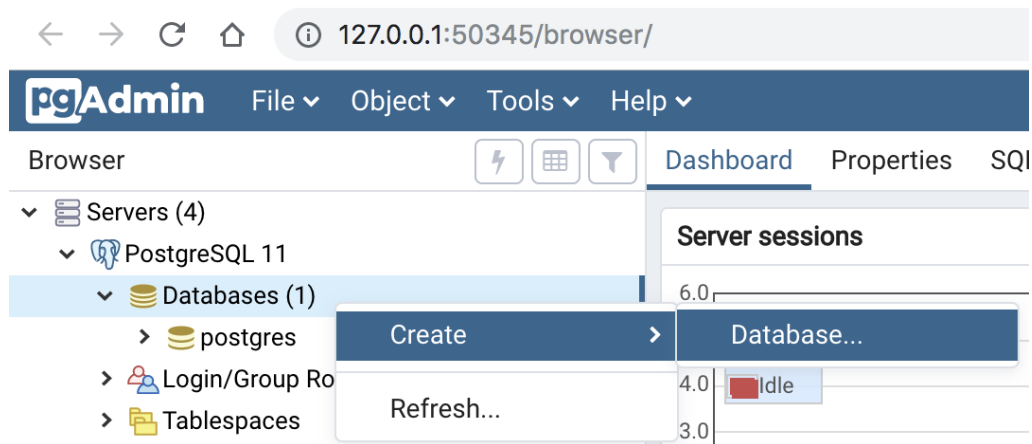 127.0.0.1:50345/browser/
pgAdmin File Object Tools Help
Browser Dashboard Properties
Servers (4)
PostgreSQL 11
Server sessions
Databases (1)
6.0
postgres
Create Database...
Login/Group Ro
4.0 Idle
Refresh...
Tablespaces
3.0